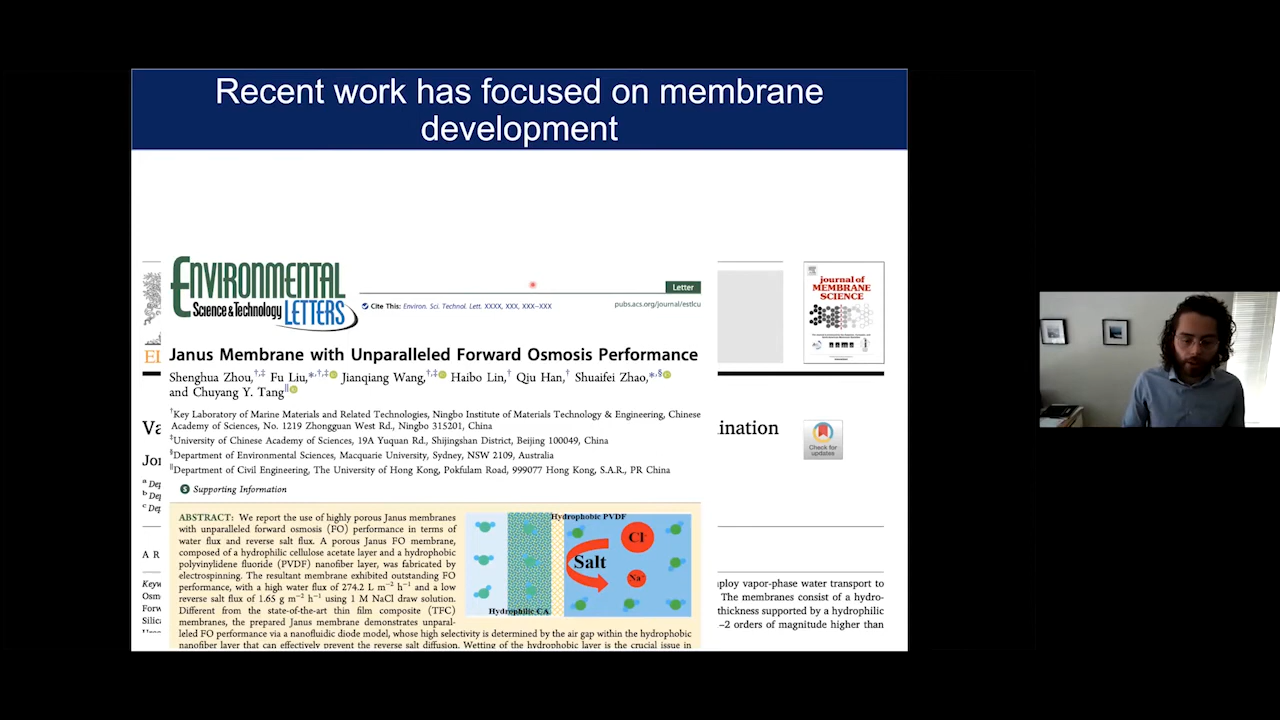 Recent work has focused on membrane
development
ENVIRONMENTAL
Science & Technology
LETTERS
Letter
Cite This: Environ. Sci. Technol. Lett. XXXX, XXX, XXX−XXX
pubs.acs.org/journal/estlcu
journal of
MEMBRANE
SCIENCE
Janus Membrane with Unparalleled Forward Osmosis Performance
Shenghua Zhou,†,‡ Fu Liu,*,†,‡ Jianqiang Wang,†,‡ Haibo Lin,† Qiu Han,† Shuaifei Zhao,*,§
and Chuyang Y. Tang∥
†Key Laboratory of Marine Materials and Related Technologies, Ningbo Institute of Materials Technology & Engineering, Chinese
Academy of Sciences, No. 1219 Zhongguan West Rd., Ningbo 315201, China
‡University of Chinese Academy of Sciences, 19A Yuquan Rd., Shijingshan District, Beijing 100049, China
§Department of Environmental Sciences, Macquarie University, Sydney, NSW 2109, Australia
∥Department of Civil Engineering, The University of Hong Kong, Pokfulam Road, 999077 Hong Kong, S.A.R., PR China
S Supporting Information
El
Va
ination
Jor
Check for
updates
a Dep
b Dep
c Dep
A R
Keyw
Osm
Forw
Silica
ABSTRACT: We report the use of highly porous Janus membranes
with unparalleled forward osmosis (FO) performance in terms of
water flux and reverse salt flux. A porous Janus FO membrane,
composed of a hydrophilic cellulose acetate layer and a hydrophobic
polyvinylidene fluoride (PVDF) nanofiber layer, was fabricated by
electrospinning. The resultant membrane exhibited outstanding FO
performance, with a high water flux of 274.2 L m−2 h−1 and a low
reverse salt flux of 1.65 g m−2 h−1 using 1 M NaCl draw solution.
Different from the state-of-the-art thin film composite (TFC)
membranes, the prepared Janus membrane demonstrates unparal-
leled FO performance via a nanofluidic diode model, whose high selectivity is determined by the air gap within the hydrophobic
nanofiber layer that can effectively prevent the reverse salt diffusion. Wetting of the hydrophobic layer is the crucial issue in
Hydrophobic PVDF
Cl-
Salt
Na+
Hydrophilic CA
mploy vapor-phase water transport to
The membranes consist of a hydro-
thickness supported by a hydrophilic
−2 orders of magnitude higher than